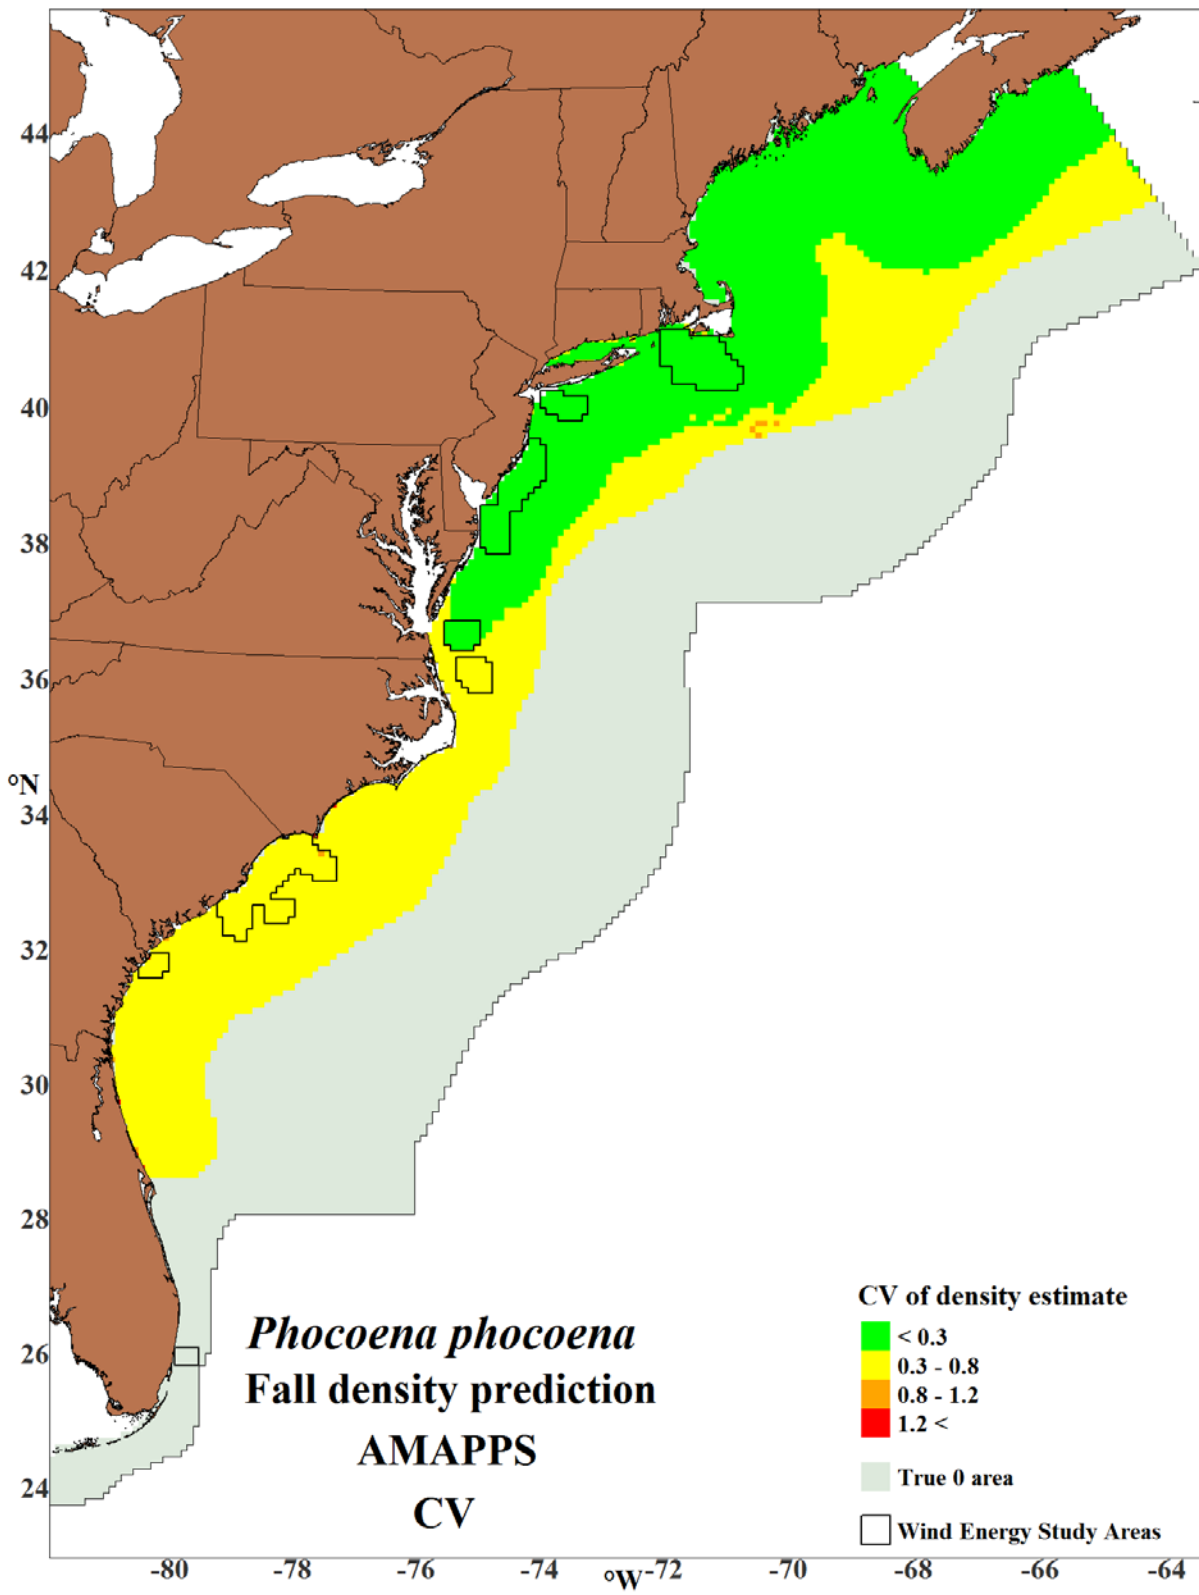 44
42
40
38
36
°N
34
32
30
28
26
24
Phocoena phocoena
Fall density prediction
AMAPPS
CV
CV of density estimate
< 0.3
0.3 - 0.8
0.8 - 1.2
1.2 <
True 0 area
Wind Energy Study Areas
-80 -78 -76 -74 °W -72 -70 -68 -66 -64